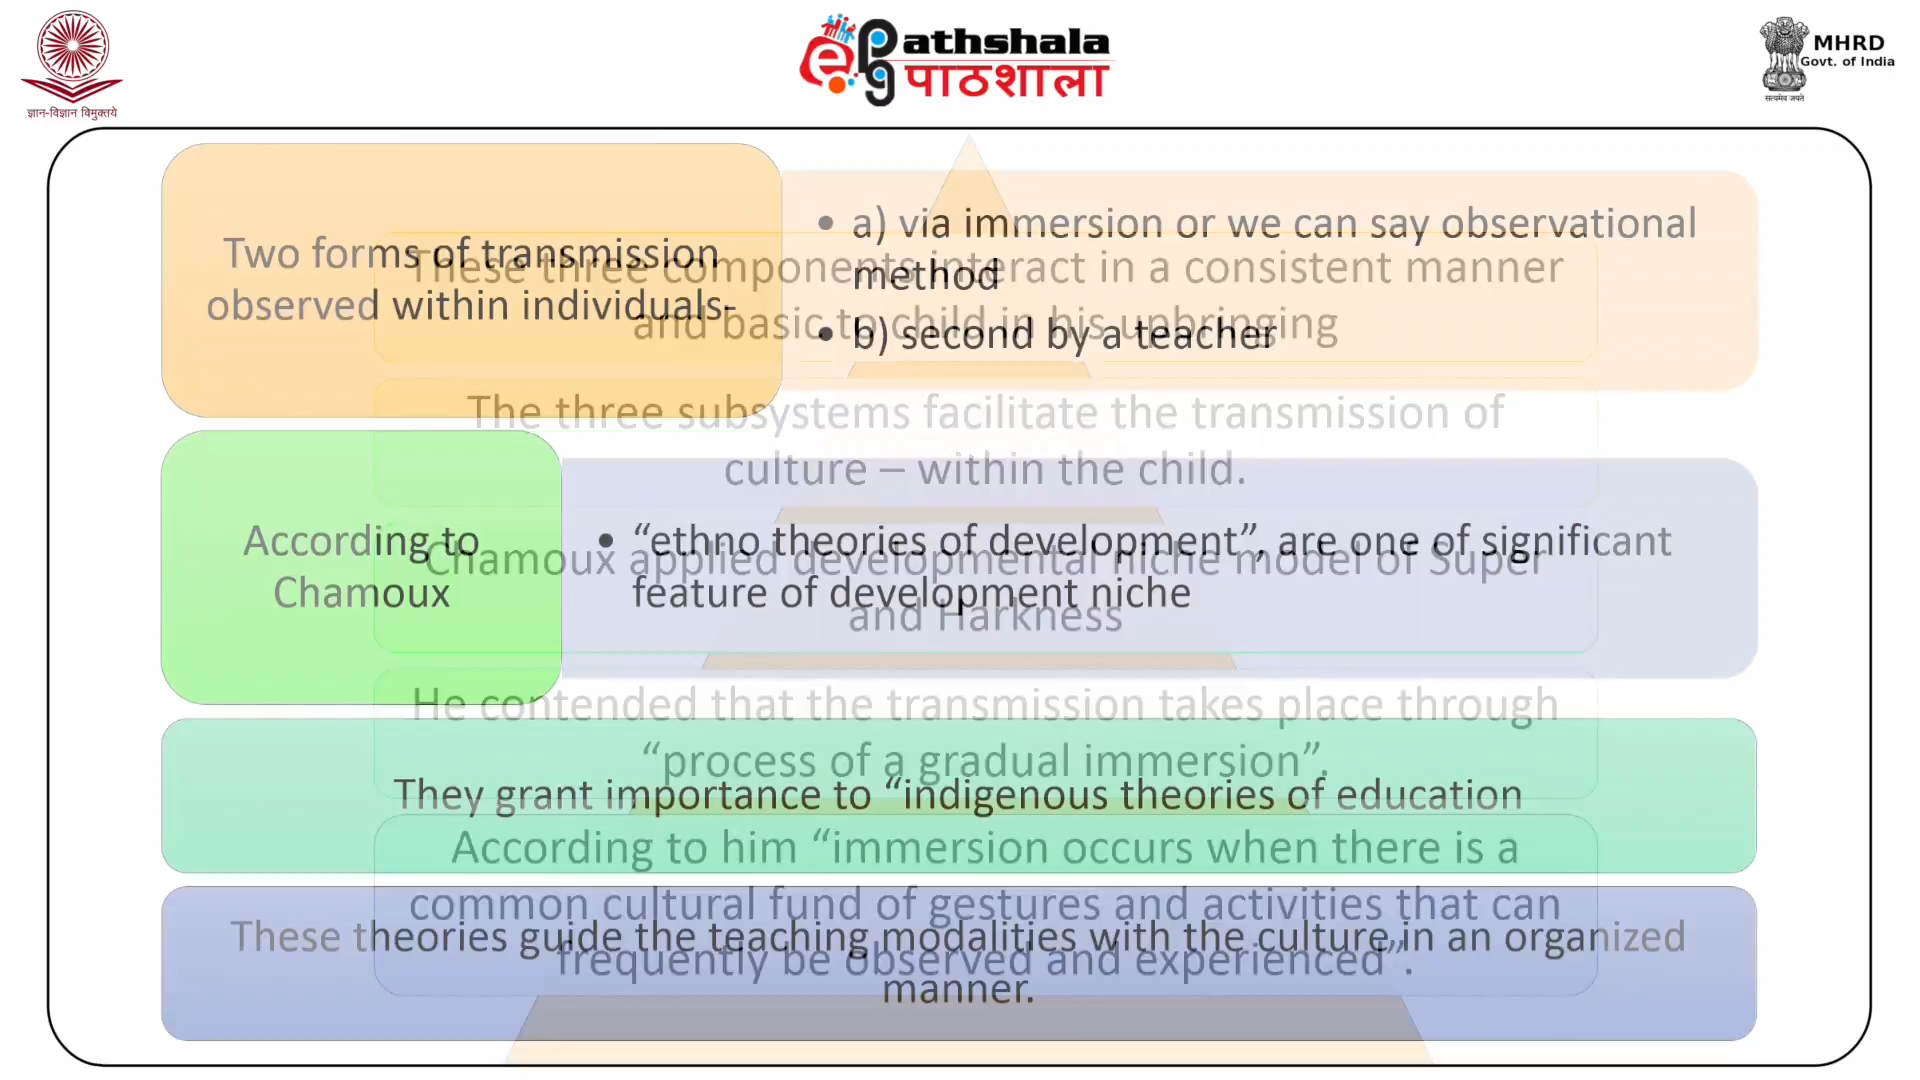 ज्ञान-विज्ञान विमुक्तये
ePG Pathshala
पाठशाला
MHRD
Govt. of India
सत्यमेव जयते
Two forms of transmission
observed within individuals-
• a) via immersion or we can say observational
method
• b) second by a teacher
According to
Chamoux
• “ethno theories of development”, are one of significant
feature of development niche
They grant importance to “indigenous theories of education
These theories guide the teaching modalities with the culture in an organized
manner.
These three components interact in a consistent manner
and basic to child in his upbringing
The three subsystems facilitate the transmission of
culture – within the child.
Chamoux applied developmental niche model of Super
and Harkness
He contended that the transmission takes place through
“process of a gradual immersion”.
According to him “immersion occurs when there is a
common cultural fund of gestures and activities that can
frequently be observed and experienced”.